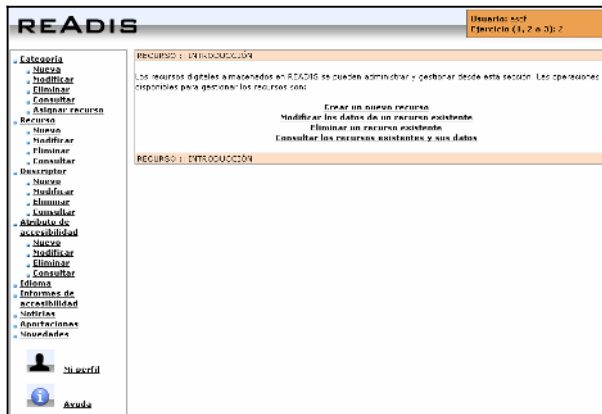 READIS
Usuario: esct
Ejercicio (1, 2 o 3): 2
Categoría
Nueva
Modificar
Eliminar
Consultar
Asignar recurso
Recurso
Nuevo
Modificar
Eliminar
Consultar
Descriptor
Nuevo
Modificar
Eliminar
Consultar
Atributo de
accesibilidad
Nuevo
Modificar
Eliminar
Consultar
Idioma
Informes de
accesibilidad
Noticias
Aportaciones
Novedades
Mi perfil
Ayuda
RECURSO : INTRODUCCIÓN
Los recursos digitales almacenados en READIS se pueden administrar y gestionar desde esta sección. Las operaciones
disponibles para gestionar los recursos son:
Crear un nuevo recurso
Modificar los datos de un recurso existente
Eliminar un recurso existente
Consultar los recursos existentes y sus datos
RECURSO : INTRODUCCIÓN